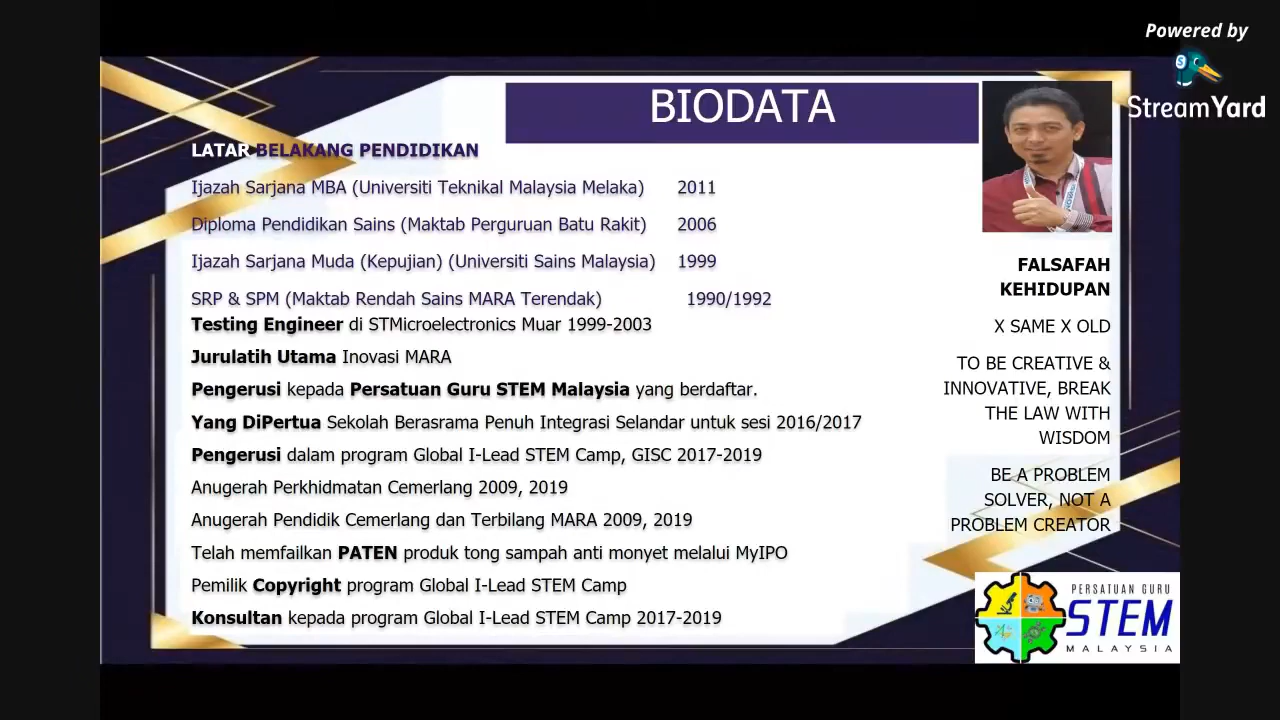 Powered by
StreamYard
BIODATA
LATAR BELAKANG PENDIDIKAN
Ijazah Sarjana MBA (Universiti Teknikal Malaysia Melaka) 2011
Diploma Pendidikan Sains (Maktab Perguruan Batu Rakit) 2006
Ijazah Sarjana Muda (Kepujian) (Universiti Sains Malaysia) 1999
SRP & SPM (Maktab Rendah Sains MARA Terendak) 1990/1992
Testing Engineer di STMicroelectronics Muar 1999-2003
Jurulatih Utama Inovasi MARA
Pengerusi kepada Persatuan Guru STEM Malaysia yang berdaftar.
Yang DiPertua Sekolah Berasrama Penuh Integrasi Selandar untuk sesi 2016/2017
Pengerusi dalam program Global I-Lead STEM Camp, GISC 2017-2019
Anugerah Perkhidmatan Cemerlang 2009, 2019
Anugerah Pendidik Cemerlang dan Terbilang MARA 2009, 2019
Telah memfailkan PATEN produk tong sampah anti monyet melalui MyIPO
Pemilik Copyright program Global I-Lead STEM Camp
Konsultan kepada program Global I-Lead STEM Camp 2017-2019
FALSAFAH
KEHIDUPAN
X SAME X OLD
TO BE CREATIVE &
INNOVATIVE, BREAK
THE LAW WITH
WISDOM
BE A PROBLEM
SOLVER, NOT A
PROBLEM CREATOR
PERSATUAN GURU
STEM
MALAYSIA